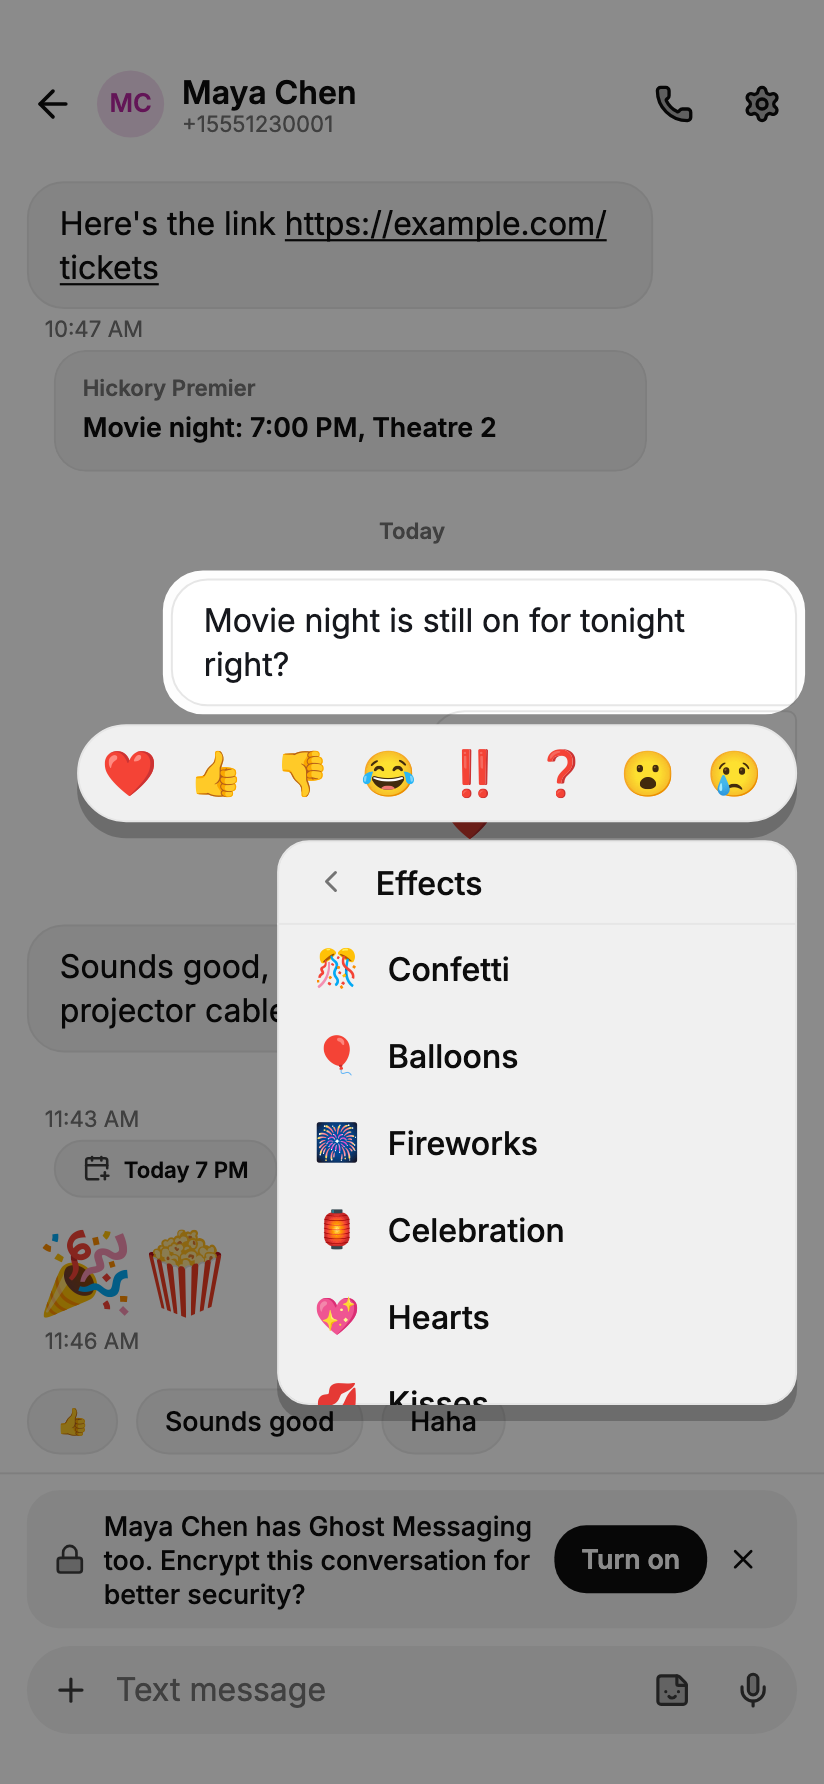 MC
Maya Chen
+15551230001
Here's the link https://example.com/
tickets
10:47 AM
Hickory Premier
Movie night: 7:00 PM, Theatre 2
Today
Movie night is still on for tonight
right?
Effects
Confetti
Sounds good,
projector cable
Balloons
11:43 AM
Fireworks
Today 7 PM
Celebration
Hearts
11:46 AM
Kisses
Sounds good
Haha
Maya Chen has Ghost Messaging
too. Encrypt this conversation for
better security?
Turn on
Text message